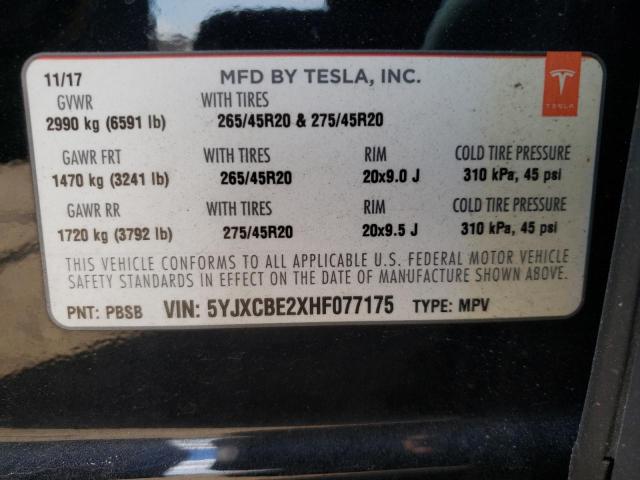 11/17 MFD BY TESLA, INC.
TESLA
GVWR WITH TIRES
2990 kg (6591 lb) 265/45R20 & 275/45R20
GAWR FRT WITH TIRES RIM COLD TIRE PRESSURE
1470 kg (3241 lb) 265/45R20 20x9.0 J 310 kPa, 45 psi
GAWR RR WITH TIRES RIM COLD TIRE PRESSURE
1720 kg (3792 lb) 275/45R20 20x9.5 J 310 kPa, 45 psi
THIS VEHICLE CONFORMS TO ALL APPLICABLE U.S. FEDERAL MOTOR VEHICLE
SAFETY STANDARDS IN EFFECT ON THE DATE OF MANUFACTURE SHOWN ABOVE.
PNT: PBSB VIN: 5YJXCBE2XHF077175 TYPE: MPV